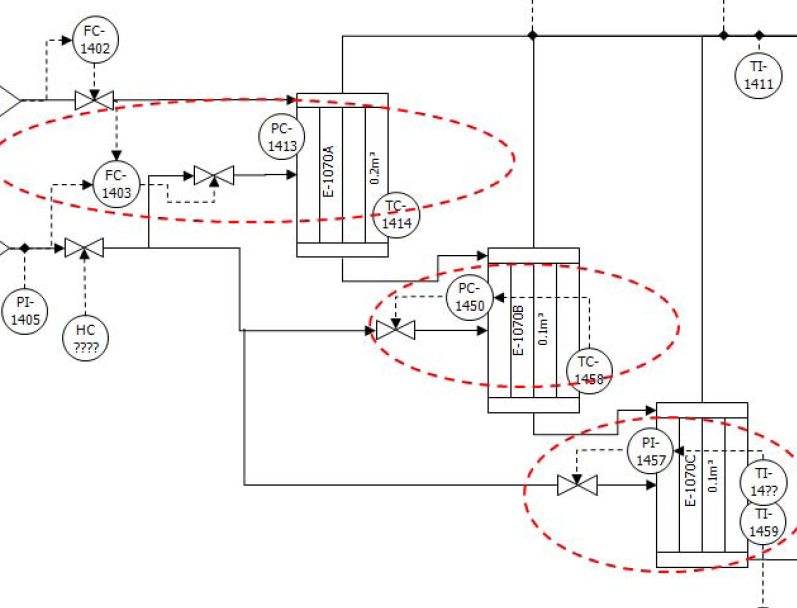 FC-
1402
TI-
1411
PC-
1413
E-1070A
0.2m³
FC-
1403
TC-
1414
PI-
1405
HC
????
PC-
1450
E-1070B
0.1m³
TC-
1458
PI-
1457
E-1070C
0.1m³
TI-
14??
TI-
1459